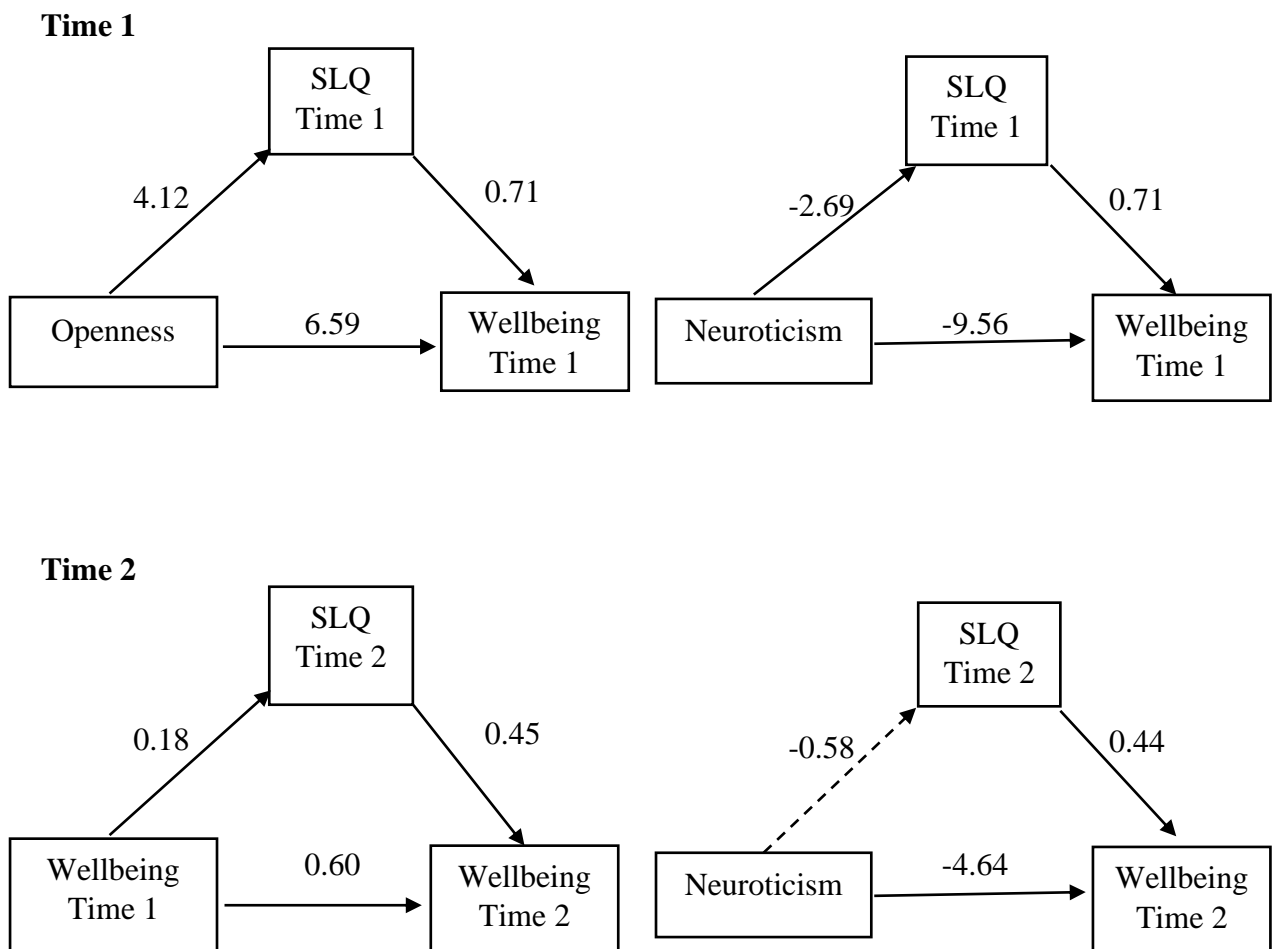 Time 1
SLQ
Time 1
4.12
0.71
Openness
6.59
Wellbeing
Time 1
SLQ
Time 1
-2.69
0.71
Neuroticism
-9.56
Wellbeing
Time 1
Time 2
SLQ
Time 2
0.18
0.45
Wellbeing
Time 1
0.60
Wellbeing
Time 2
SLQ
Time 2
-0.58
0.44
Neuroticism
-4.64
Wellbeing
Time 2